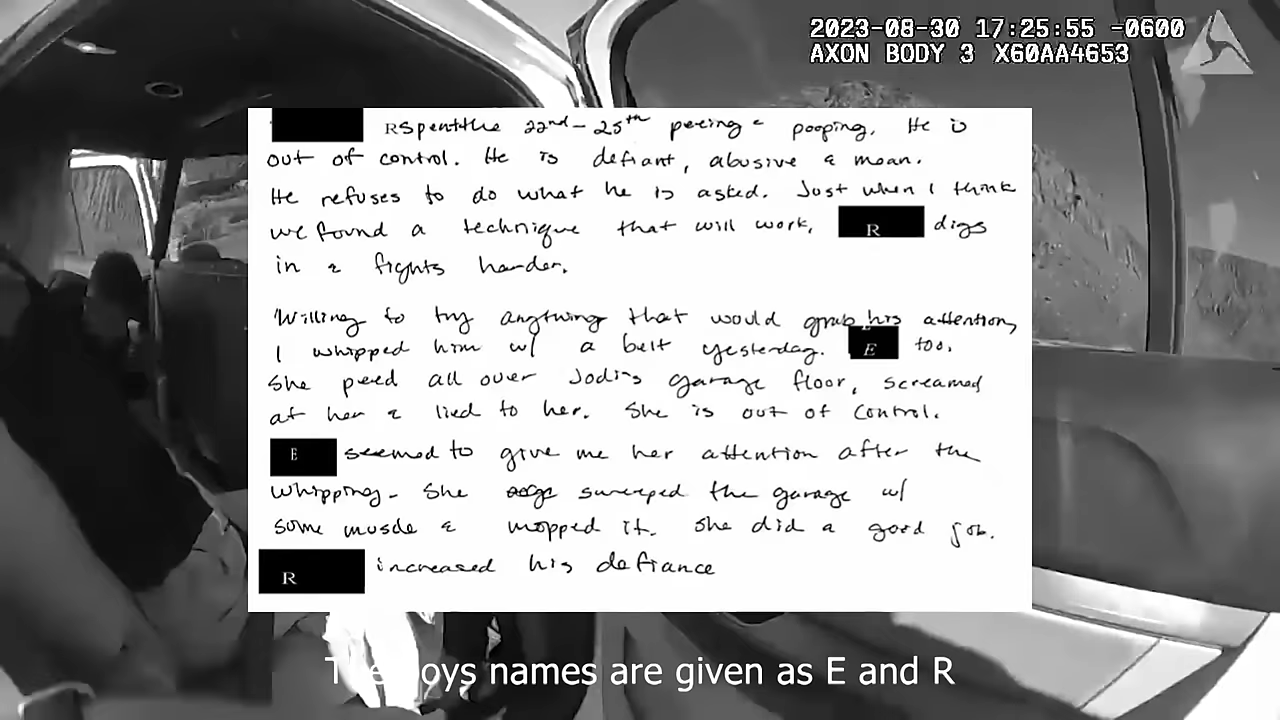 2023-08-30 17:25:55 -0600
AXON BODY 3 X60AA4653
R spent the 22nd - 25th peeing & pooping. He is
out of control. He is defiant, abusive & mean.
He refuses to do what he is asked. Just when I think
we found a technique that will work, R digs
in & fights harder.
Willing to try anything that would grab his attention,
I whipped him w/ a belt yesterday. E too.
She peed all over Jodi's garage floor, screamed
at her & lied to her. She is out of control.
E seemed to give me her attention after the
whipping. She sweeped the garage w/
some muscle & mopped it. She did a good job.
R increased his defiance
The boys names are given as E and R